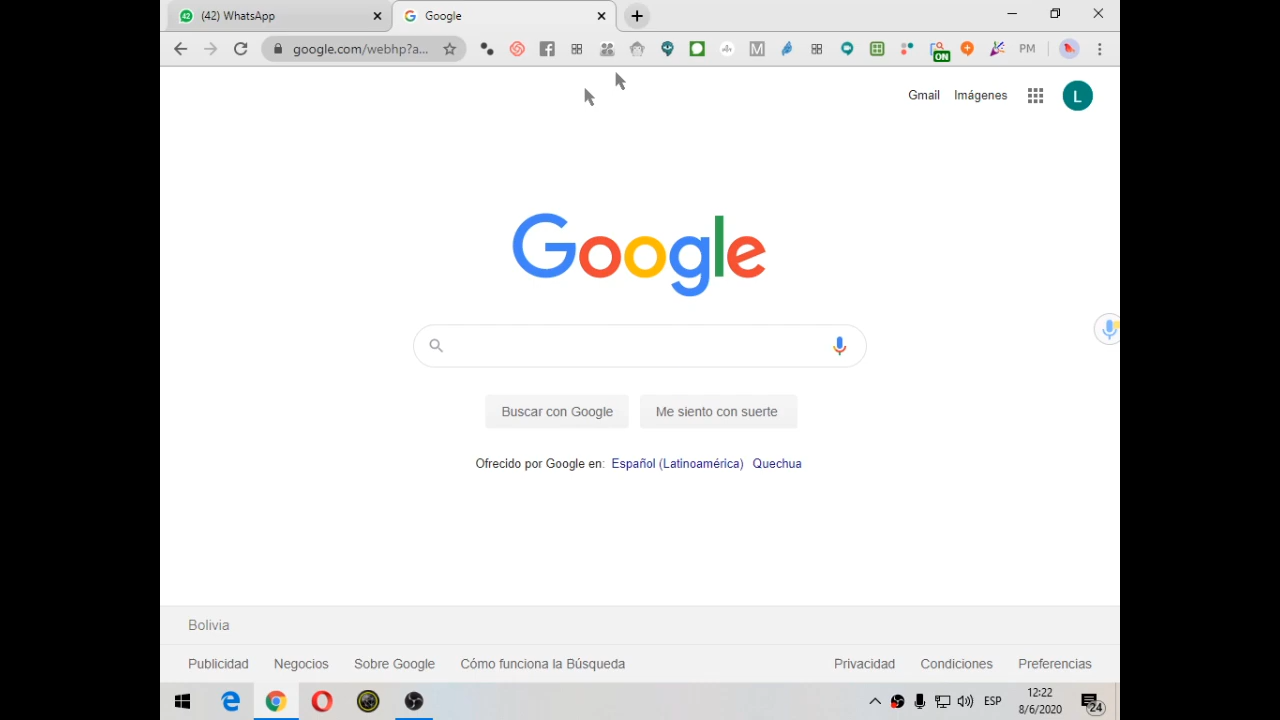 (42) WhatsApp
Google
google.com/webhp?a...
PM
ON
Gmail Imágenes
L
Google
Buscar con Google
Me siento con suerte
Ofrecido por Google en: Español (Latinoamérica) Quechua
Bolivia
Publicidad Negocios Sobre Google Cómo funciona la Búsqueda
Privacidad Condiciones Preferencias
ESP
12:22
8/6/2020
24